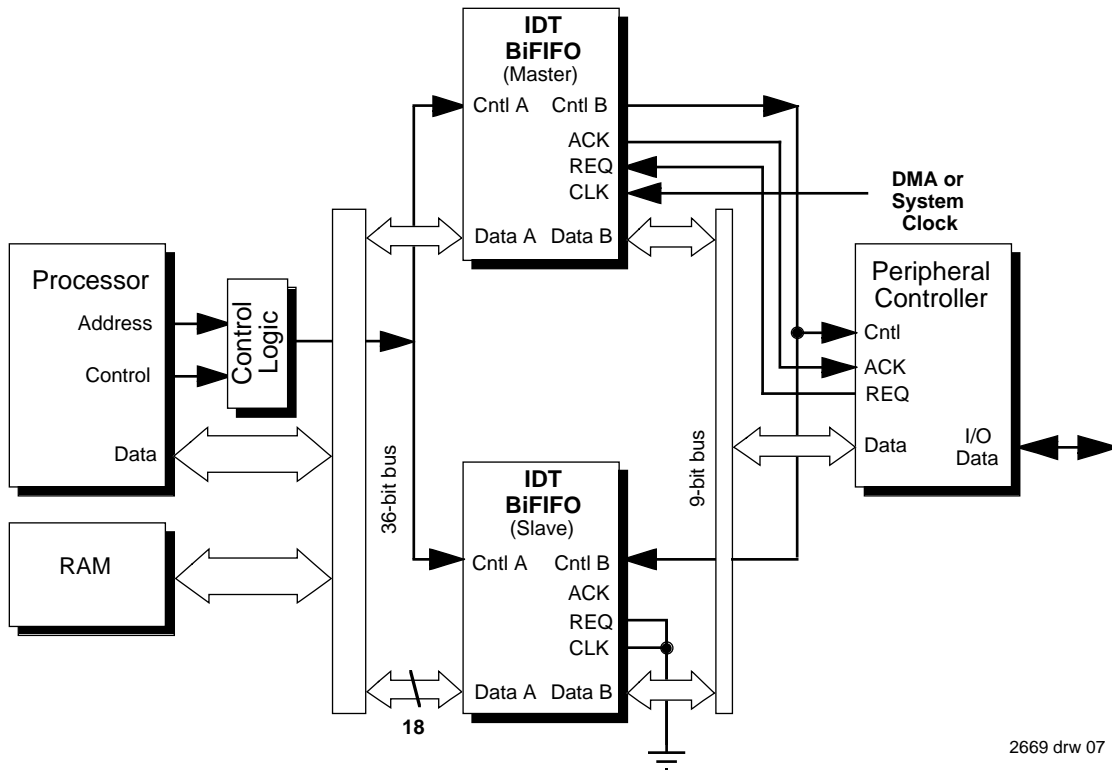 IDT
BiFIFO
(Master)
Cntl A
Cntl B
ACK
REQ
CLK
Data A
Data B
DMA or
System
Clock
Processor
Address
Control
Data
Control
Logic
Peripheral
Controller
Cntl
ACK
REQ
Data
I/O
Data
36-bit bus
9-bit bus
RAM
IDT
BiFIFO
(Slave)
Cntl A
Cntl B
ACK
REQ
CLK
Data A
Data B
18
2669 drw 07